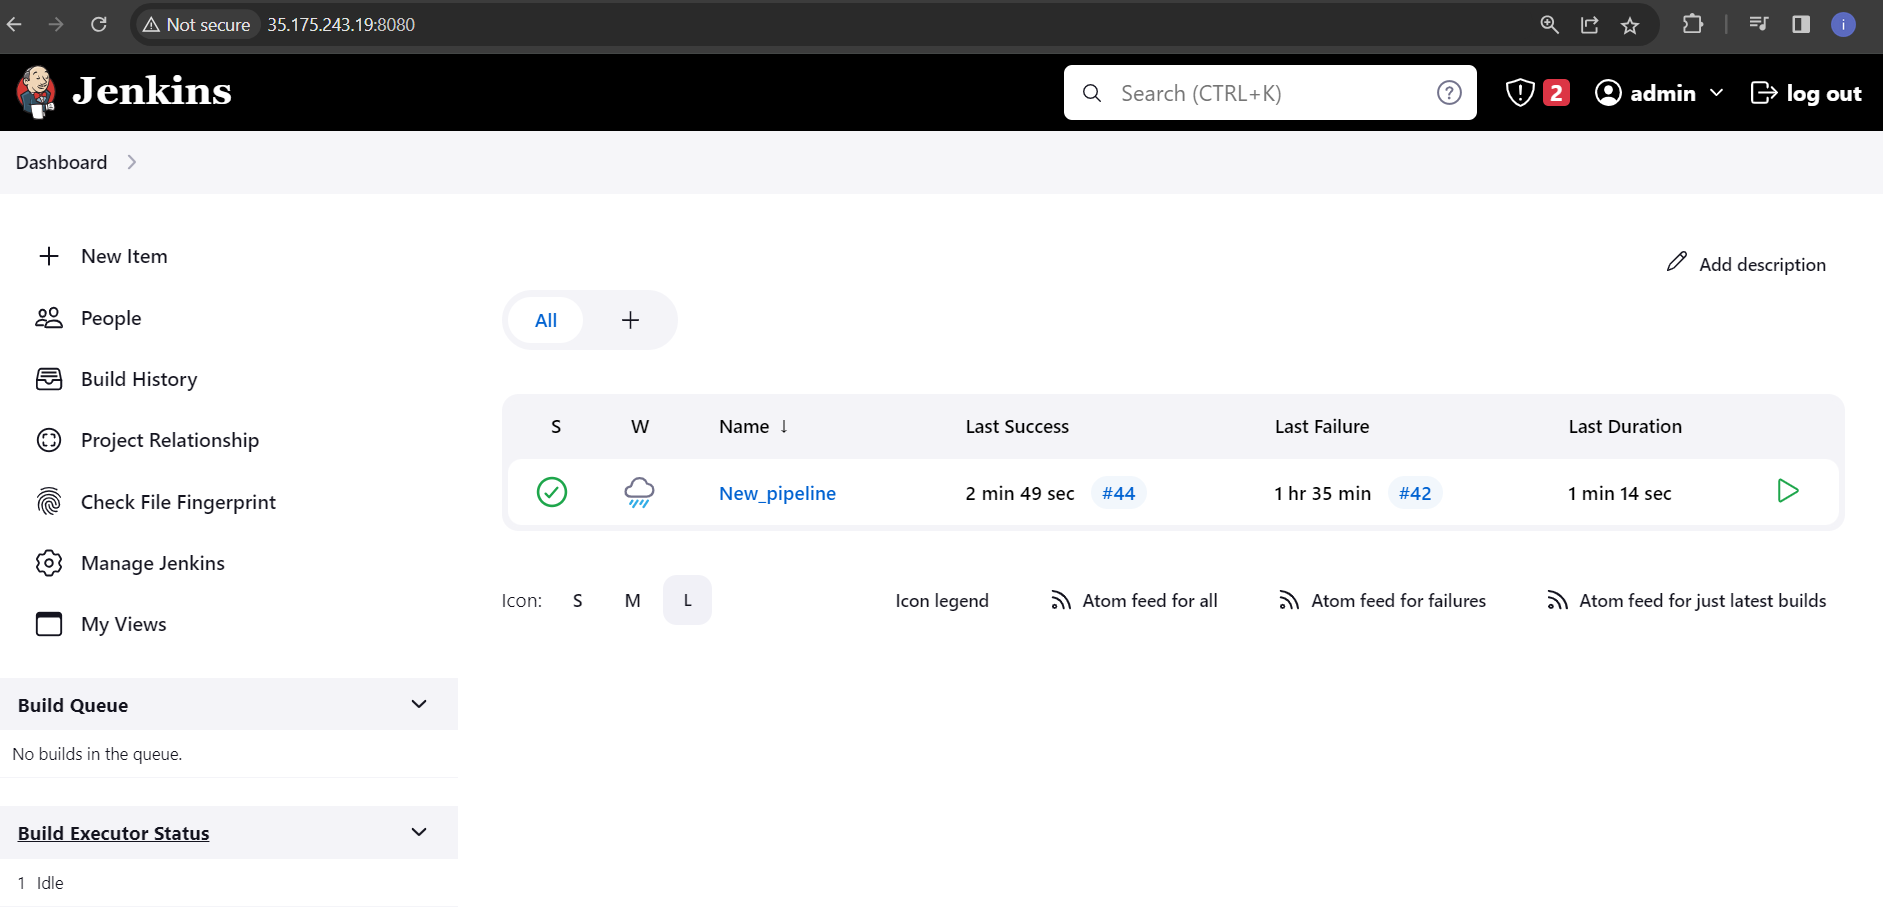 Not secure 35.175.243.19:8080 i
Jenkins Search (CTRL+K) ? 2 admin log out
Dashboard
New Item
Add description
People
All +
Build History
S W Name ↓ Last Success Last Failure Last Duration
Project Relationship
New_pipeline 2 min 49 sec #44 1 hr 35 min #42 1 min 14 sec
Check File Fingerprint
Manage Jenkins
Icon: S M L Icon legend Atom feed for all Atom feed for failures Atom feed for just latest builds
My Views
Build Queue
No builds in the queue.
Build Executor Status
1 Idle